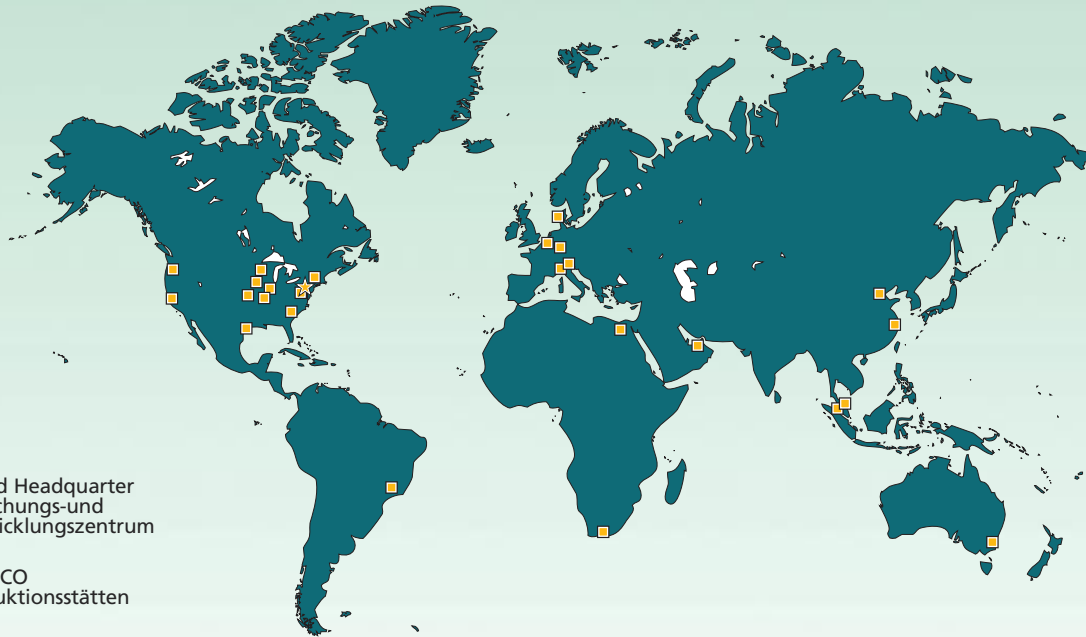 d Headquarter
chungs-und
icklungszentrum
CO
uktionsstätten